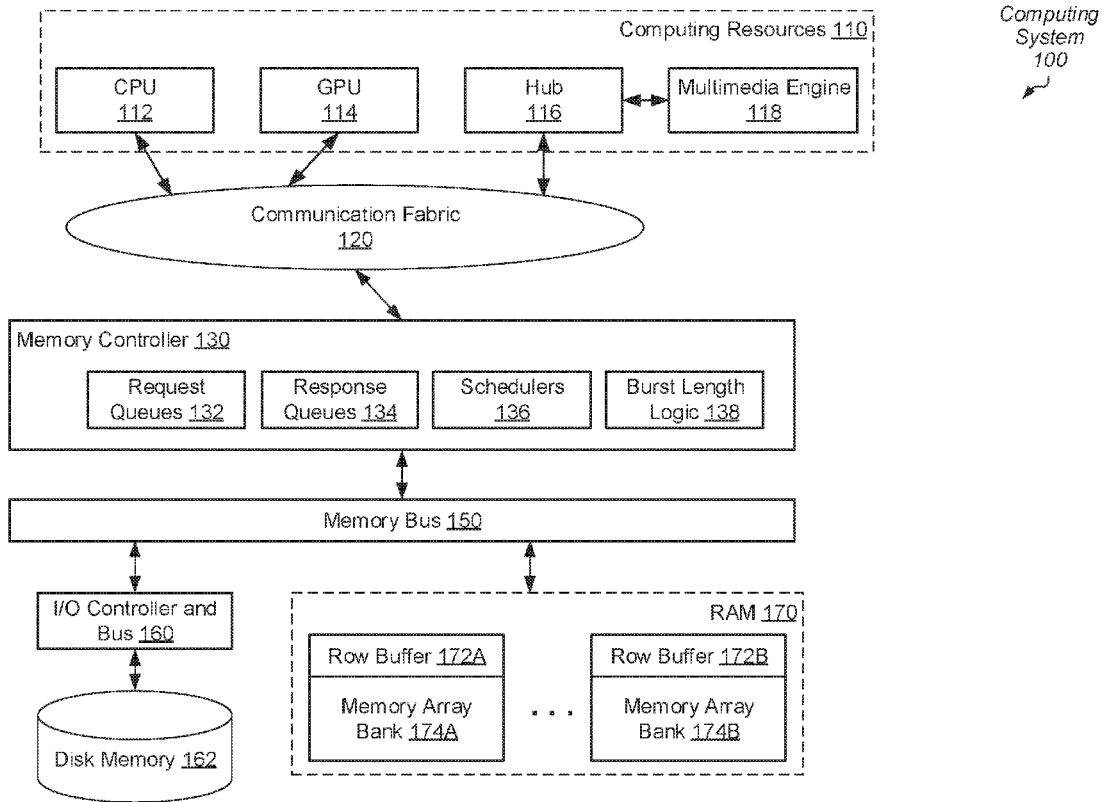 Computing Resources 110
Computing
System
100
CPU
112
GPU
114
Hub
116
Multimedia Engine
118
Communication Fabric
120
Memory Controller 130
Request
Queues 132
Response
Queues 134
Schedulers
136
Burst Length
Logic 138
Memory Bus 150
I/O Controller and
Bus 160
Disk Memory 162
RAM 170
Row Buffer 172A
Memory Array
Bank 174A
. . .
Row Buffer 172B
Memory Array
Bank 174B